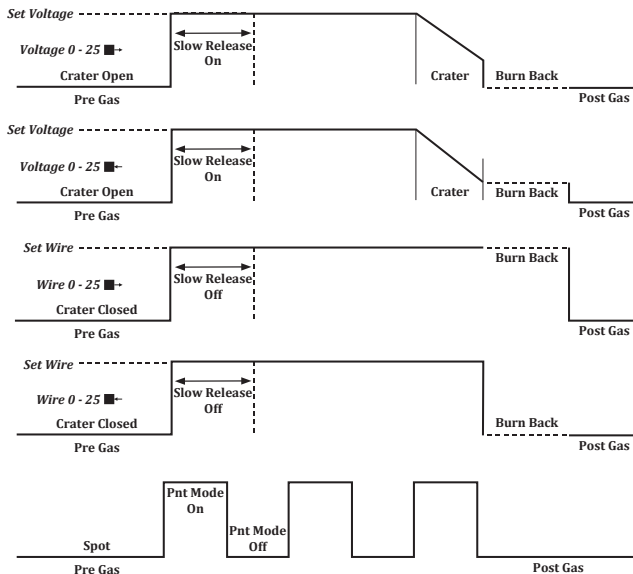 Set Voltage
Slow Release
On
Voltage 0 - 25
Crater Open
Crater
Burn Back
Pre Gas
Post Gas
Set Voltage
Slow Release
On
Voltage 0 - 25
Crater Open
Crater
Burn Back
Pre Gas
Post Gas
Set Wire
Burn Back
Slow Release
Off
Wire 0 - 25
Crater Closed
Pre Gas
Post Gas
Set Wire
Slow Release
Off
Wire 0 - 25
Crater Closed
Burn Back
Pre Gas
Post Gas
Pnt Mode
On
Pnt Mode
Off
Spot
Pre Gas
Post Gas